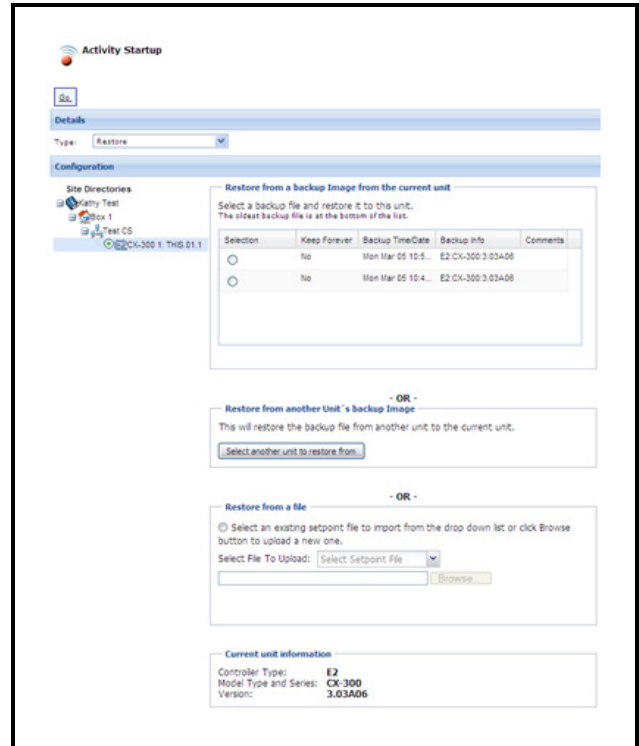 Activity Startup
Go
Details
Type: Restore
Configuration
Site Directories
Kathy Test
Box 1
Test CS
CX-300 1: THIS.01.1
Restore from a backup Image from the current unit
Select a backup file and restore it to this unit.
The oldest backup file is at the bottom of the list.
Selection Keep Forever Backup Time/Date Backup Info Comments
No Mon Mar 05 10:5... E2:CX-300:3.03A06
No Mon Mar 05 10:4... E2:CX-300:3.03A06
- OR -
Restore from another Unit`s backup Image
This will restore the backup file from another unit to the current unit.
Select another unit to restore from
- OR -
Restore from a file
Select an existing setpoint file to import from the drop down list or click Browse
button to upload a new one.
Select File To Upload: Select Setpoint File
Browse...
Current unit information
Controller Type: E2
Model Type and Series: CX-300
Version: 3.03A06